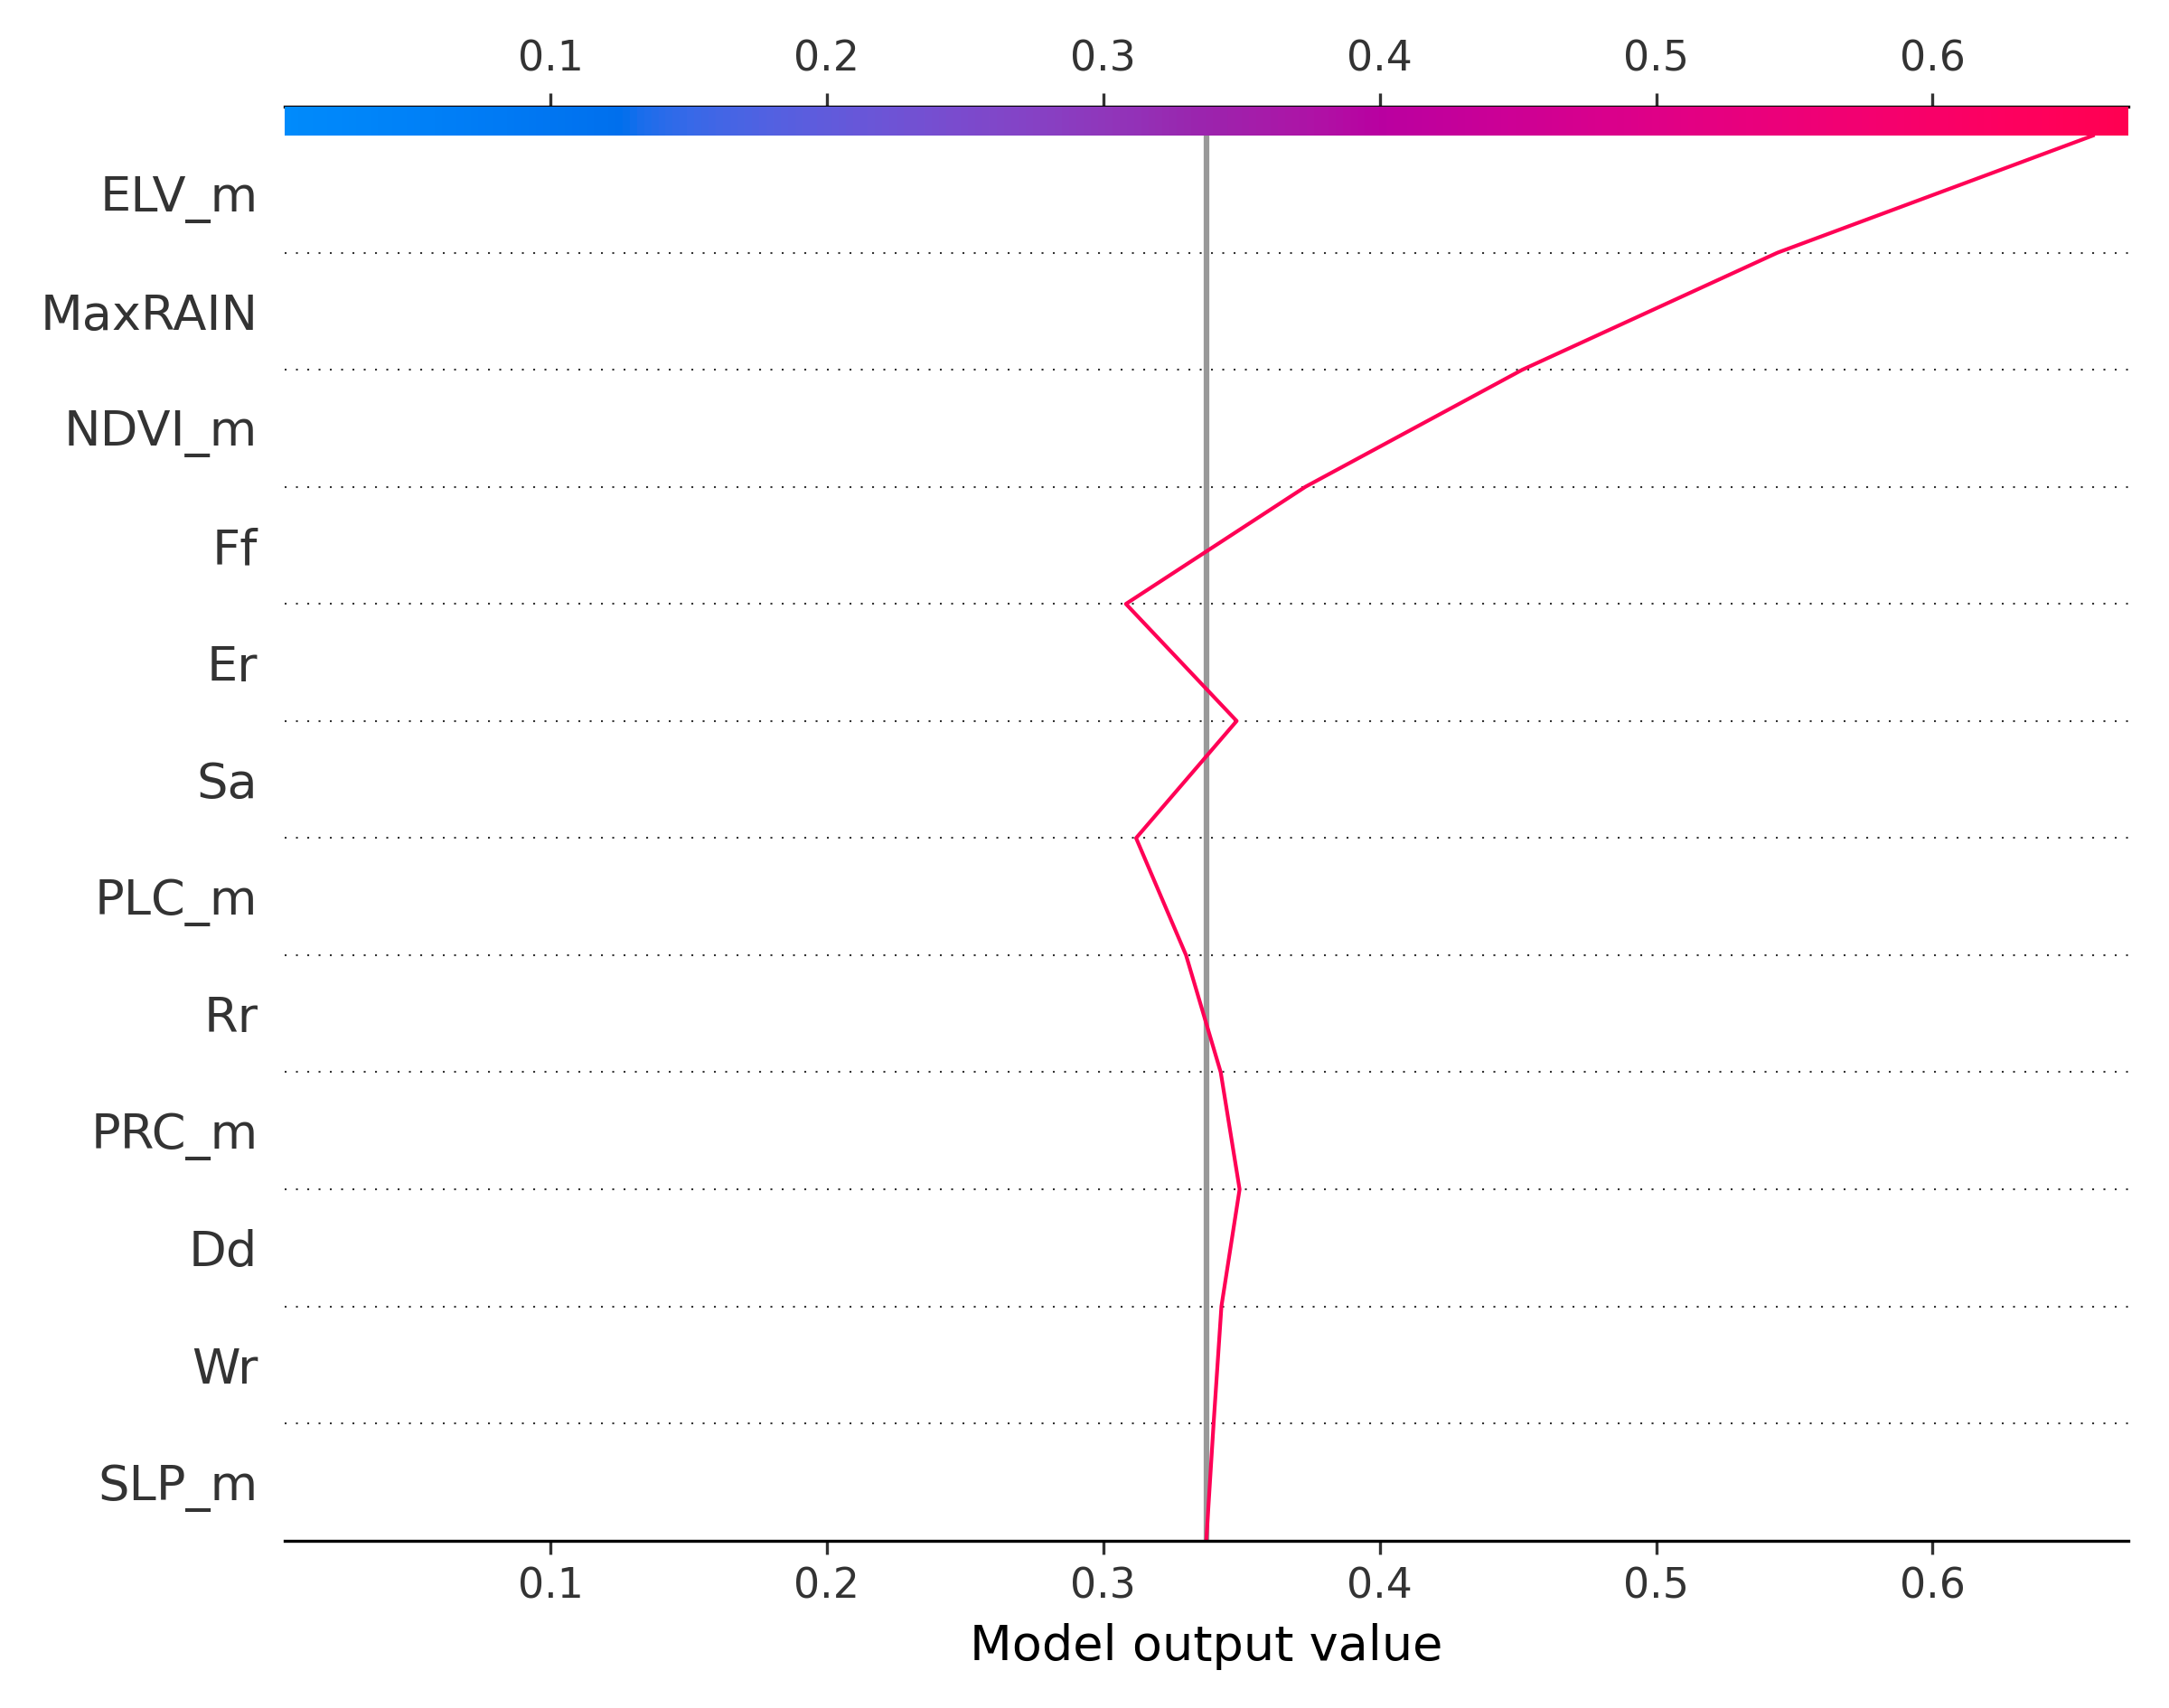 0.1 0.2 0.3 0.4 0.5 0.6
ELV_m
MaxRAIN
NDVI_m
Ff
Er
Sa
PLC_m
Rr
PRC_m
Dd
Wr
SLP_m
0.1 0.2 0.3 0.4 0.5 0.6
Model output value